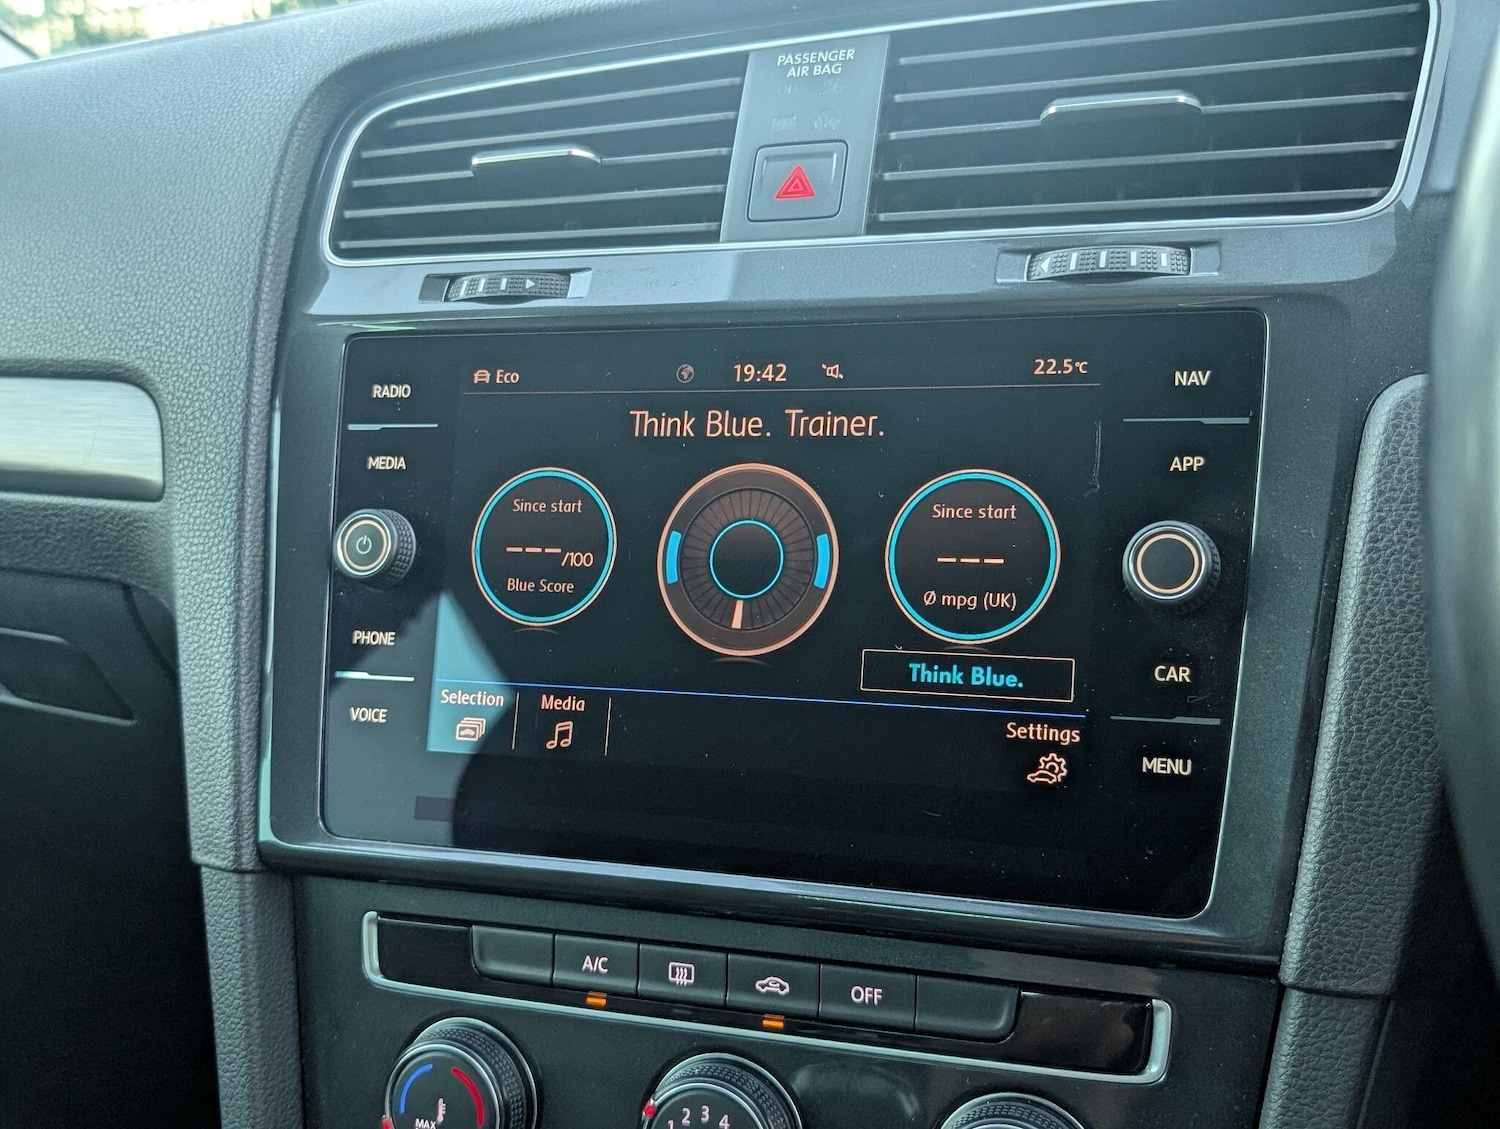 PASSENGER
AIR BAG
RADIO
MEDIA
PHONE
VOICE
Eco
19:42
22.5°C
Think Blue. Trainer.
Since start
---/100
Blue Score
Since start
---
Ø mpg (UK)
Think Blue.
Selection
Media
Settings
NAV
APP
CAR
MENU
A/C
OFF
MAX
1 2 3 4